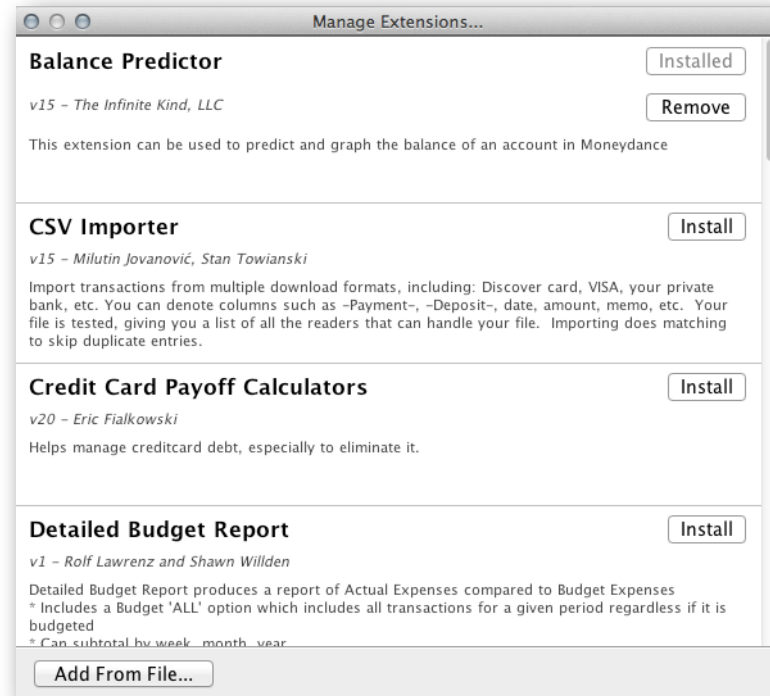 Manage Extensions...
Balance Predictor
Installed
v15 – The Infinite Kind, LLC
Remove
This extension can be used to predict and graph the balance of an account in Moneydance
CSV Importer
Install
v15 – Milutin Jovanović, Stan Towianski
Import transactions from multiple download formats, including: Discover card, VISA, your private
bank, etc. You can denote columns such as –Payment–, –Deposit–, date, amount, memo, etc.  Your
file is tested, giving you a list of all the readers that can handle your file.  Importing does matching
to skip duplicate entries.
Credit Card Payoff Calculators
Install
v20 – Eric Fialkowski
Helps manage creditcard debt, especially to eliminate it.
Detailed Budget Report
Install
v1 – Rolf Lawrenz and Shawn Willden
Detailed Budget Report produces a report of Actual Expenses compared to Budget Expenses
* Includes a Budget 'ALL' option which includes all transactions for a given period regardless if it is
budgeted
* Can subtotal by week, month, year
Add From File...